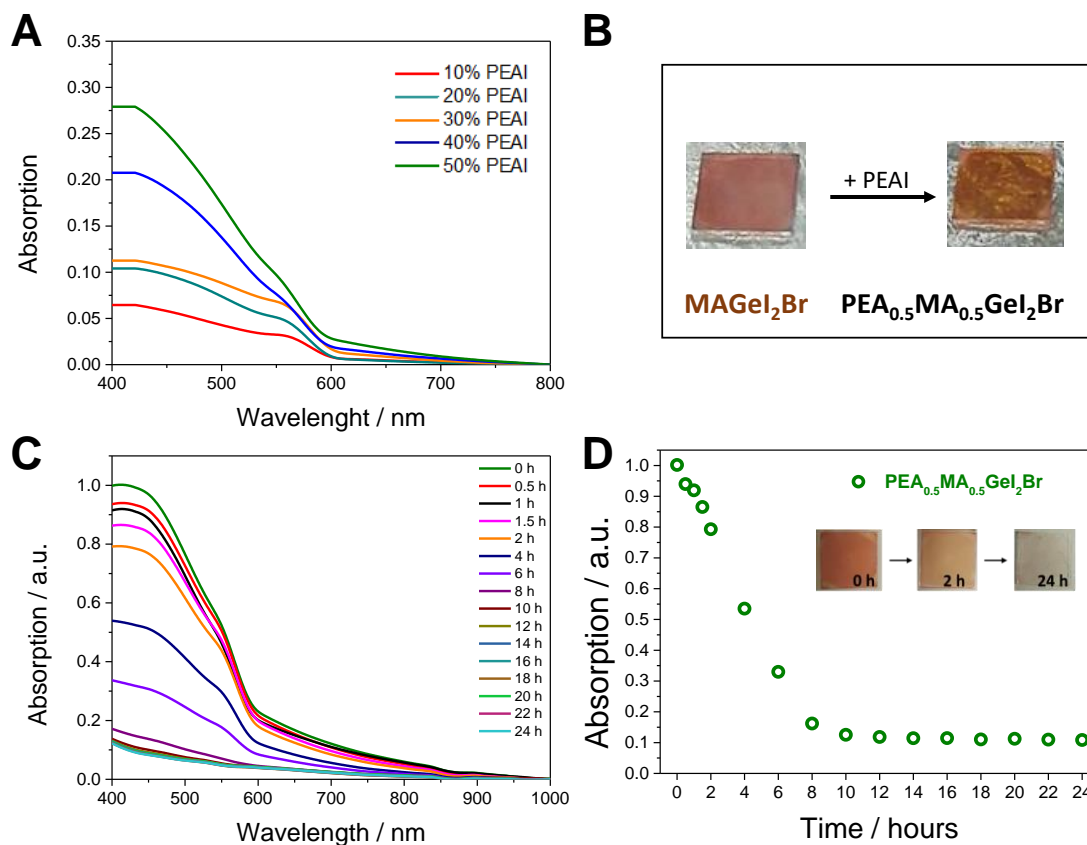 A
0.35
0.30
0.25
0.20
0.15
0.10
0.05
0.00
Absorption
10% PEAI
20% PEAI
30% PEAI
40% PEAI
50% PEAI
400
500
600
700
800
Wavelenght / nm
B
+ PEAI
MAGeI₂Br
PEA₀.₅MA₀.₅GeI₂Br
C
1.0
0.8
0.6
0.4
0.2
0.0
Absorption / a.u.
0 h
0.5 h
1 h
1.5 h
2 h
4 h
6 h
8 h
10 h
12 h
14 h
16 h
18 h
20 h
22 h
24 h
400
500
600
700
800
900
1000
Wavelength / nm
D
1.0
0.9
0.8
0.7
0.6
0.5
0.4
0.3
0.2
0.1
0.0
Absorption / a.u.
PEA₀.₅MA₀.₅GeI₂Br
0 h
2 h
24 h
0 2 4 6 8 10 12 14 16 18 20 22 24
Time / hours